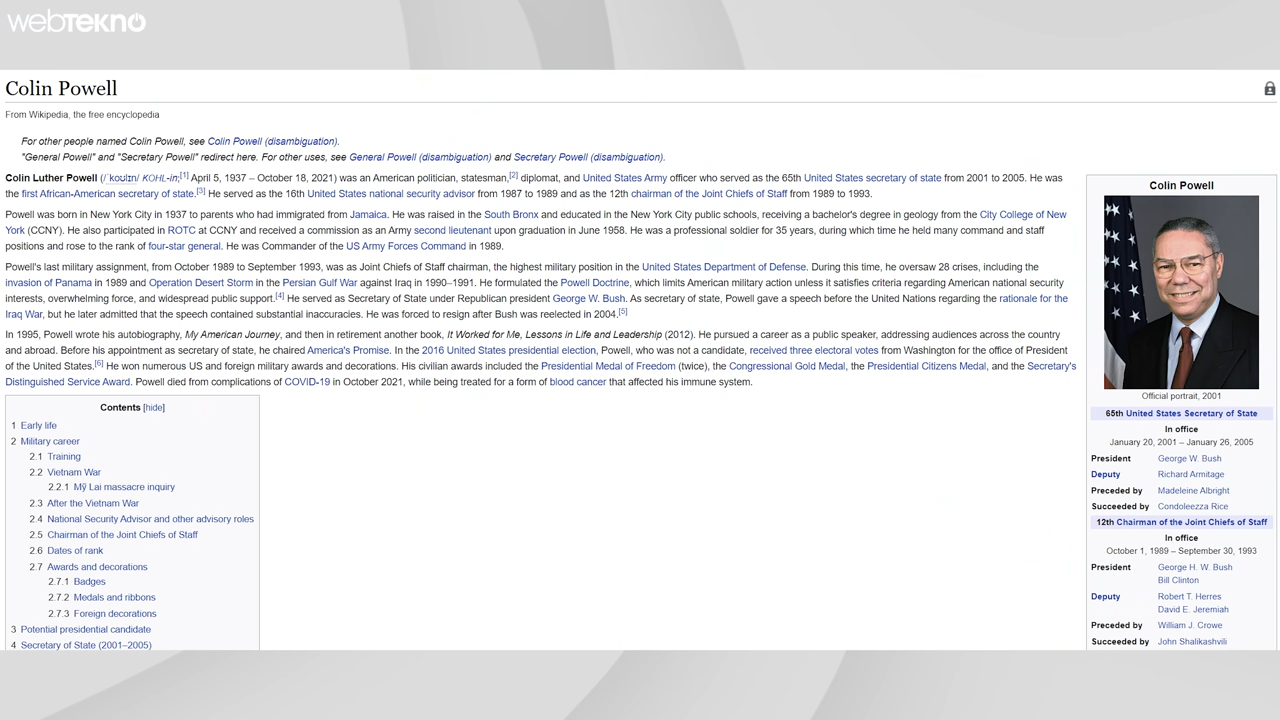 webTEKNO
Colin Powell
From Wikipedia, the free encyclopedia
For other people named Colin Powell, see Colin Powell (disambiguation).
"General Powell" and "Secretary Powell" redirect here. For other uses, see General Powell (disambiguation) and Secretary Powell (disambiguation).
Colin Luther Powell (/ˈkoʊlɪn/ KOHL-in;[1] April 5, 1937 – October 18, 2021) was an American politician, statesman,[2] diplomat, and United States Army officer who served as the 65th United States secretary of state from 2001 to 2005. He was
the first African-American secretary of state.[3] He served as the 16th United States national security advisor from 1987 to 1989 and as the 12th chairman of the Joint Chiefs of Staff from 1989 to 1993.
Powell was born in New York City in 1937 to parents who had immigrated from Jamaica. He was raised in the South Bronx and educated in the New York City public schools, receiving a bachelor's degree in geology from the City College of New
York (CCNY). He also participated in ROTC at CCNY and received a commission as an Army second lieutenant upon graduation in June 1958. He was a professional soldier for 35 years, during which time he held many command and staff
positions and rose to the rank of four-star general. He was Commander of the US Army Forces Command in 1989.
Powell's last military assignment, from October 1989 to September 1993, was as Joint Chiefs of Staff chairman, the highest military position in the United States Department of Defense. During this time, he oversaw 28 crises, including the
invasion of Panama in 1989 and Operation Desert Storm in the Persian Gulf War against Iraq in 1990–1991. He formulated the Powell Doctrine, which limits American military action unless it satisfies criteria regarding American national security
interests, overwhelming force, and widespread public support.[4] He served as Secretary of State under Republican president George W. Bush. As secretary of state, Powell gave a speech before the United Nations regarding the rationale for the
Iraq War, but he later admitted that the speech contained substantial inaccuracies. He was forced to resign after Bush was reelected in 2004.[5]
In 1995, Powell wrote his autobiography, My American Journey, and then in retirement another book, It Worked for Me, Lessons in Life and Leadership (2012). He pursued a career as a public speaker, addressing audiences across the country
and abroad. Before his appointment as secretary of state, he chaired America's Promise. In the 2016 United States presidential election, Powell, who was not a candidate, received three electoral votes from Washington for the office of President
of the United States.[6] He won numerous US and foreign military awards and decorations. His civilian awards included the Presidential Medal of Freedom (twice), the Congressional Gold Medal, the Presidential Citizens Medal, and the Secretary's
Distinguished Service Award. Powell died from complications of COVID-19 in October 2021, while being treated for a form of blood cancer that affected his immune system.
Contents [hide]
1 Early life
2 Military career
2.1 Training
2.2 Vietnam War
2.2.1 Mỹ Lai massacre inquiry
2.3 After the Vietnam War
2.4 National Security Advisor and other advisory roles
2.5 Chairman of the Joint Chiefs of Staff
2.6 Dates of rank
2.7 Awards and decorations
2.7.1 Badges
2.7.2 Medals and ribbons
2.7.3 Foreign decorations
3 Potential presidential candidate
4 Secretary of State (2001–2005)
Colin Powell
Official portrait, 2001
65th United States Secretary of State
In office
January 20, 2001 – January 26, 2005
President George W. Bush
Deputy Richard Armitage
Preceded by Madeleine Albright
Succeeded by Condoleezza Rice
12th Chairman of the Joint Chiefs of Staff
In office
October 1, 1989 – September 30, 1993
President George H. W. Bush
Bill Clinton
Deputy Robert T. Herres
David E. Jeremiah
Preceded by William J. Crowe
Succeeded by John Shalikashvili